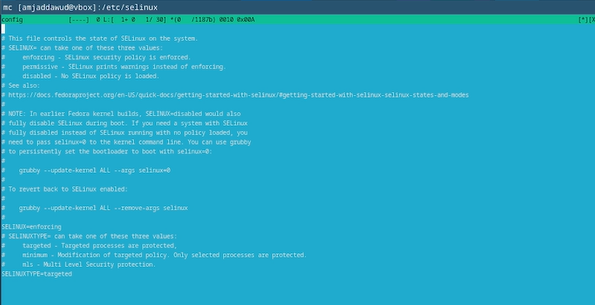 mc [amjaddawud@vbox]:/etc/selinux
config [----] 0 L:[ 1+ 0 1/ 30] *(0 /1187b) 0010 0x00A [*][X
# This file controls the state of SELinux on the system.
# SELINUX= can take one of these three values:
# enforcing - SELinux security policy is enforced.
# permissive - SELinux prints warnings instead of enforcing.
# disabled - No SELinux policy is loaded.
# See also:
# https://docs.fedoraproject.org/en-US/quick-docs/getting-started-with-selinux/#getting-started-with-selinux-selinux-states-and-modes
#
# NOTE: In earlier Fedora kernel builds, SELINUX=disabled would also
# fully disable SELinux during boot. If you need a system with SELinux
# fully disabled instead of SELinux running with no policy loaded, you
# need to pass selinux=0 to the kernel command line. You can use grubby
# to persistently set the bootloader to boot with selinux=0:
#
# grubby --update-kernel ALL --args selinux=0
#
# To revert back to SELinux enabled:
#
# grubby --update-kernel ALL --remove-args selinux
#
SELINUX=enforcing
# SELINUXTYPE= can take one of these three values:
# targeted - Targeted processes are protected,
# minimum - Modification of targeted policy. Only selected processes are protected.
# mls - Multi Level Security protection.
SELINUXTYPE=targeted